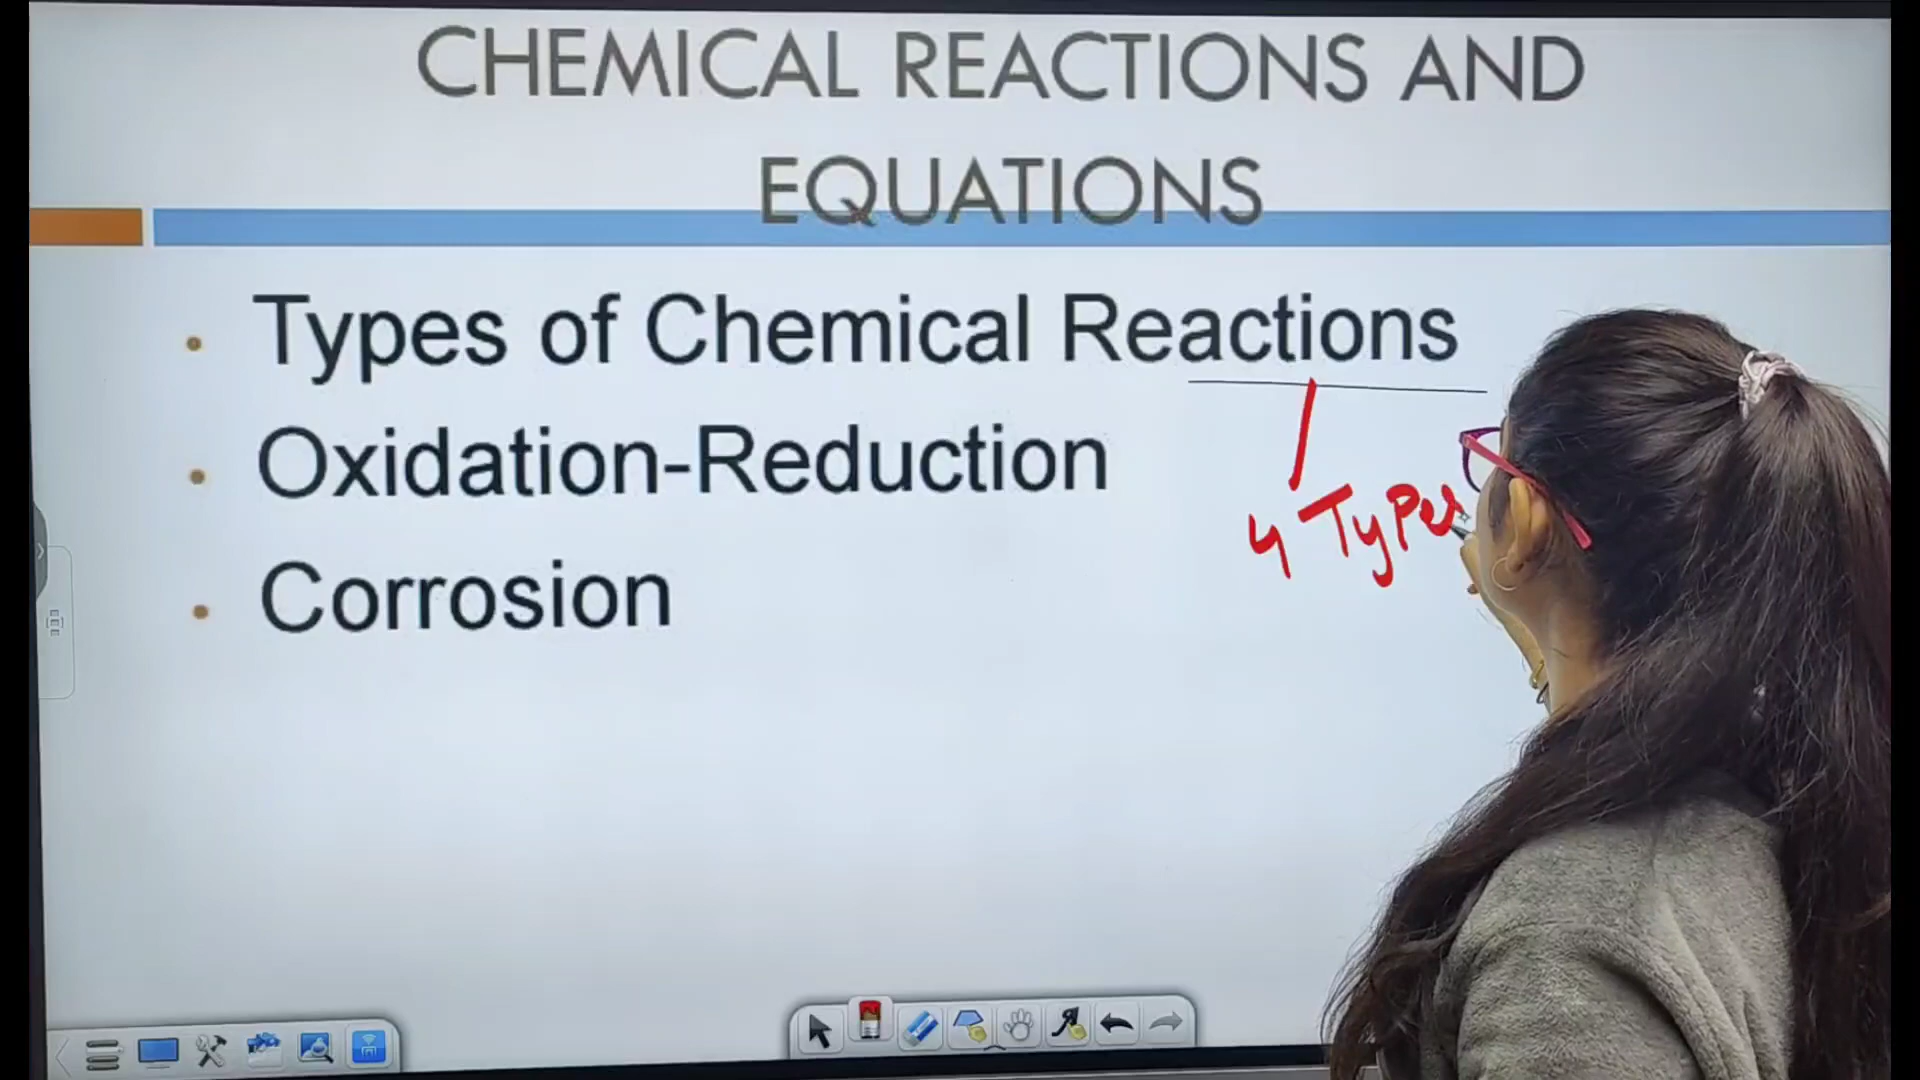 CHEMICAL REACTIONS AND
EQUATIONS
Types of Chemical Reactions
Oxidation-Reduction
4 Types
Corrosion